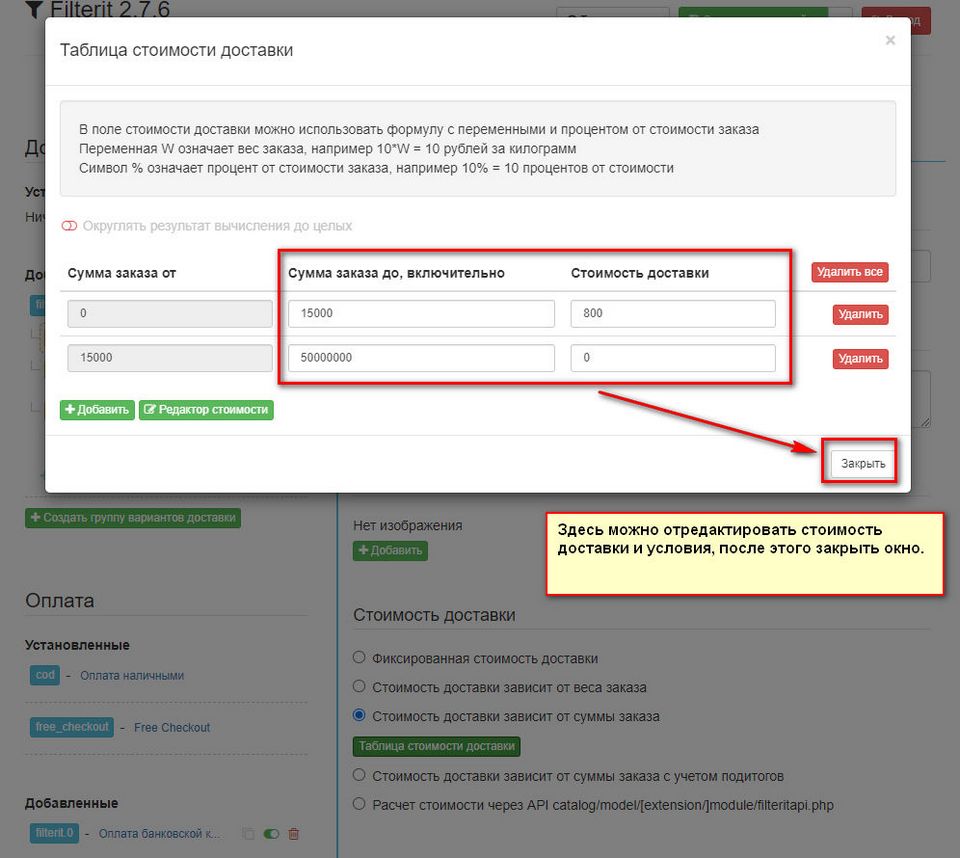 Filterit 2.7.6
Таблица стоимости доставки
×
В поле стоимости доставки можно использовать формулу с переменными и процентом от стоимости заказа
Переменная W означает вес заказа, например 10*W = 10 рублей за килограмм
Символ % означает процент от стоимости заказа, например 10% = 10 процентов от стоимости
Округлять результат вычисления до целых
Сумма заказа от Сумма заказа до, включительно Стоимость доставки Удалить все
0 15000 800 Удалить
15000 50000000 0 Удалить
Добавить Редактор стоимости
Закрыть
Создать группу вариантов доставки
Нет изображения
Добавить
Здесь можно отредактировать стоимость
доставки и условия, после этого закрыть окно.
Оплата
Установленные
cod - Оплата наличными
free_checkout - Free Checkout
Добавленные
filterit.0 - Оплата банковской к...
Стоимость доставки
Фиксированная стоимость доставки
Стоимость доставки зависит от веса заказа
Стоимость доставки зависит от суммы заказа
Таблица стоимости доставки
Стоимость доставки зависит от суммы заказа с учетом подитогов
Расчет стоимости через API catalog/model/[extension/]module/filteritapi.php